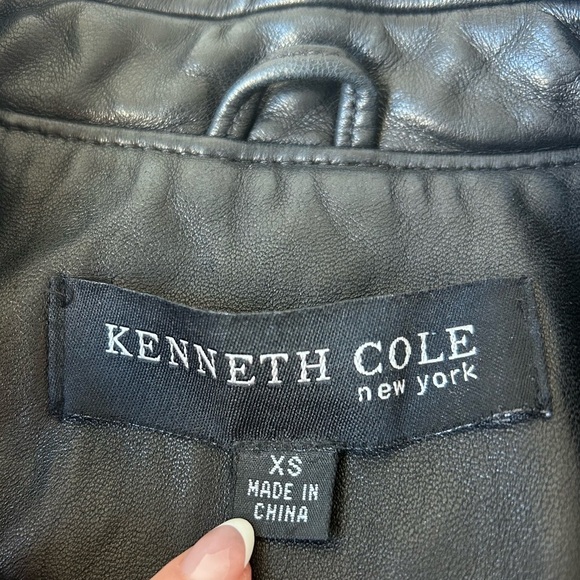 KENNETH COLE
new york
XS
MADE IN
CHINA